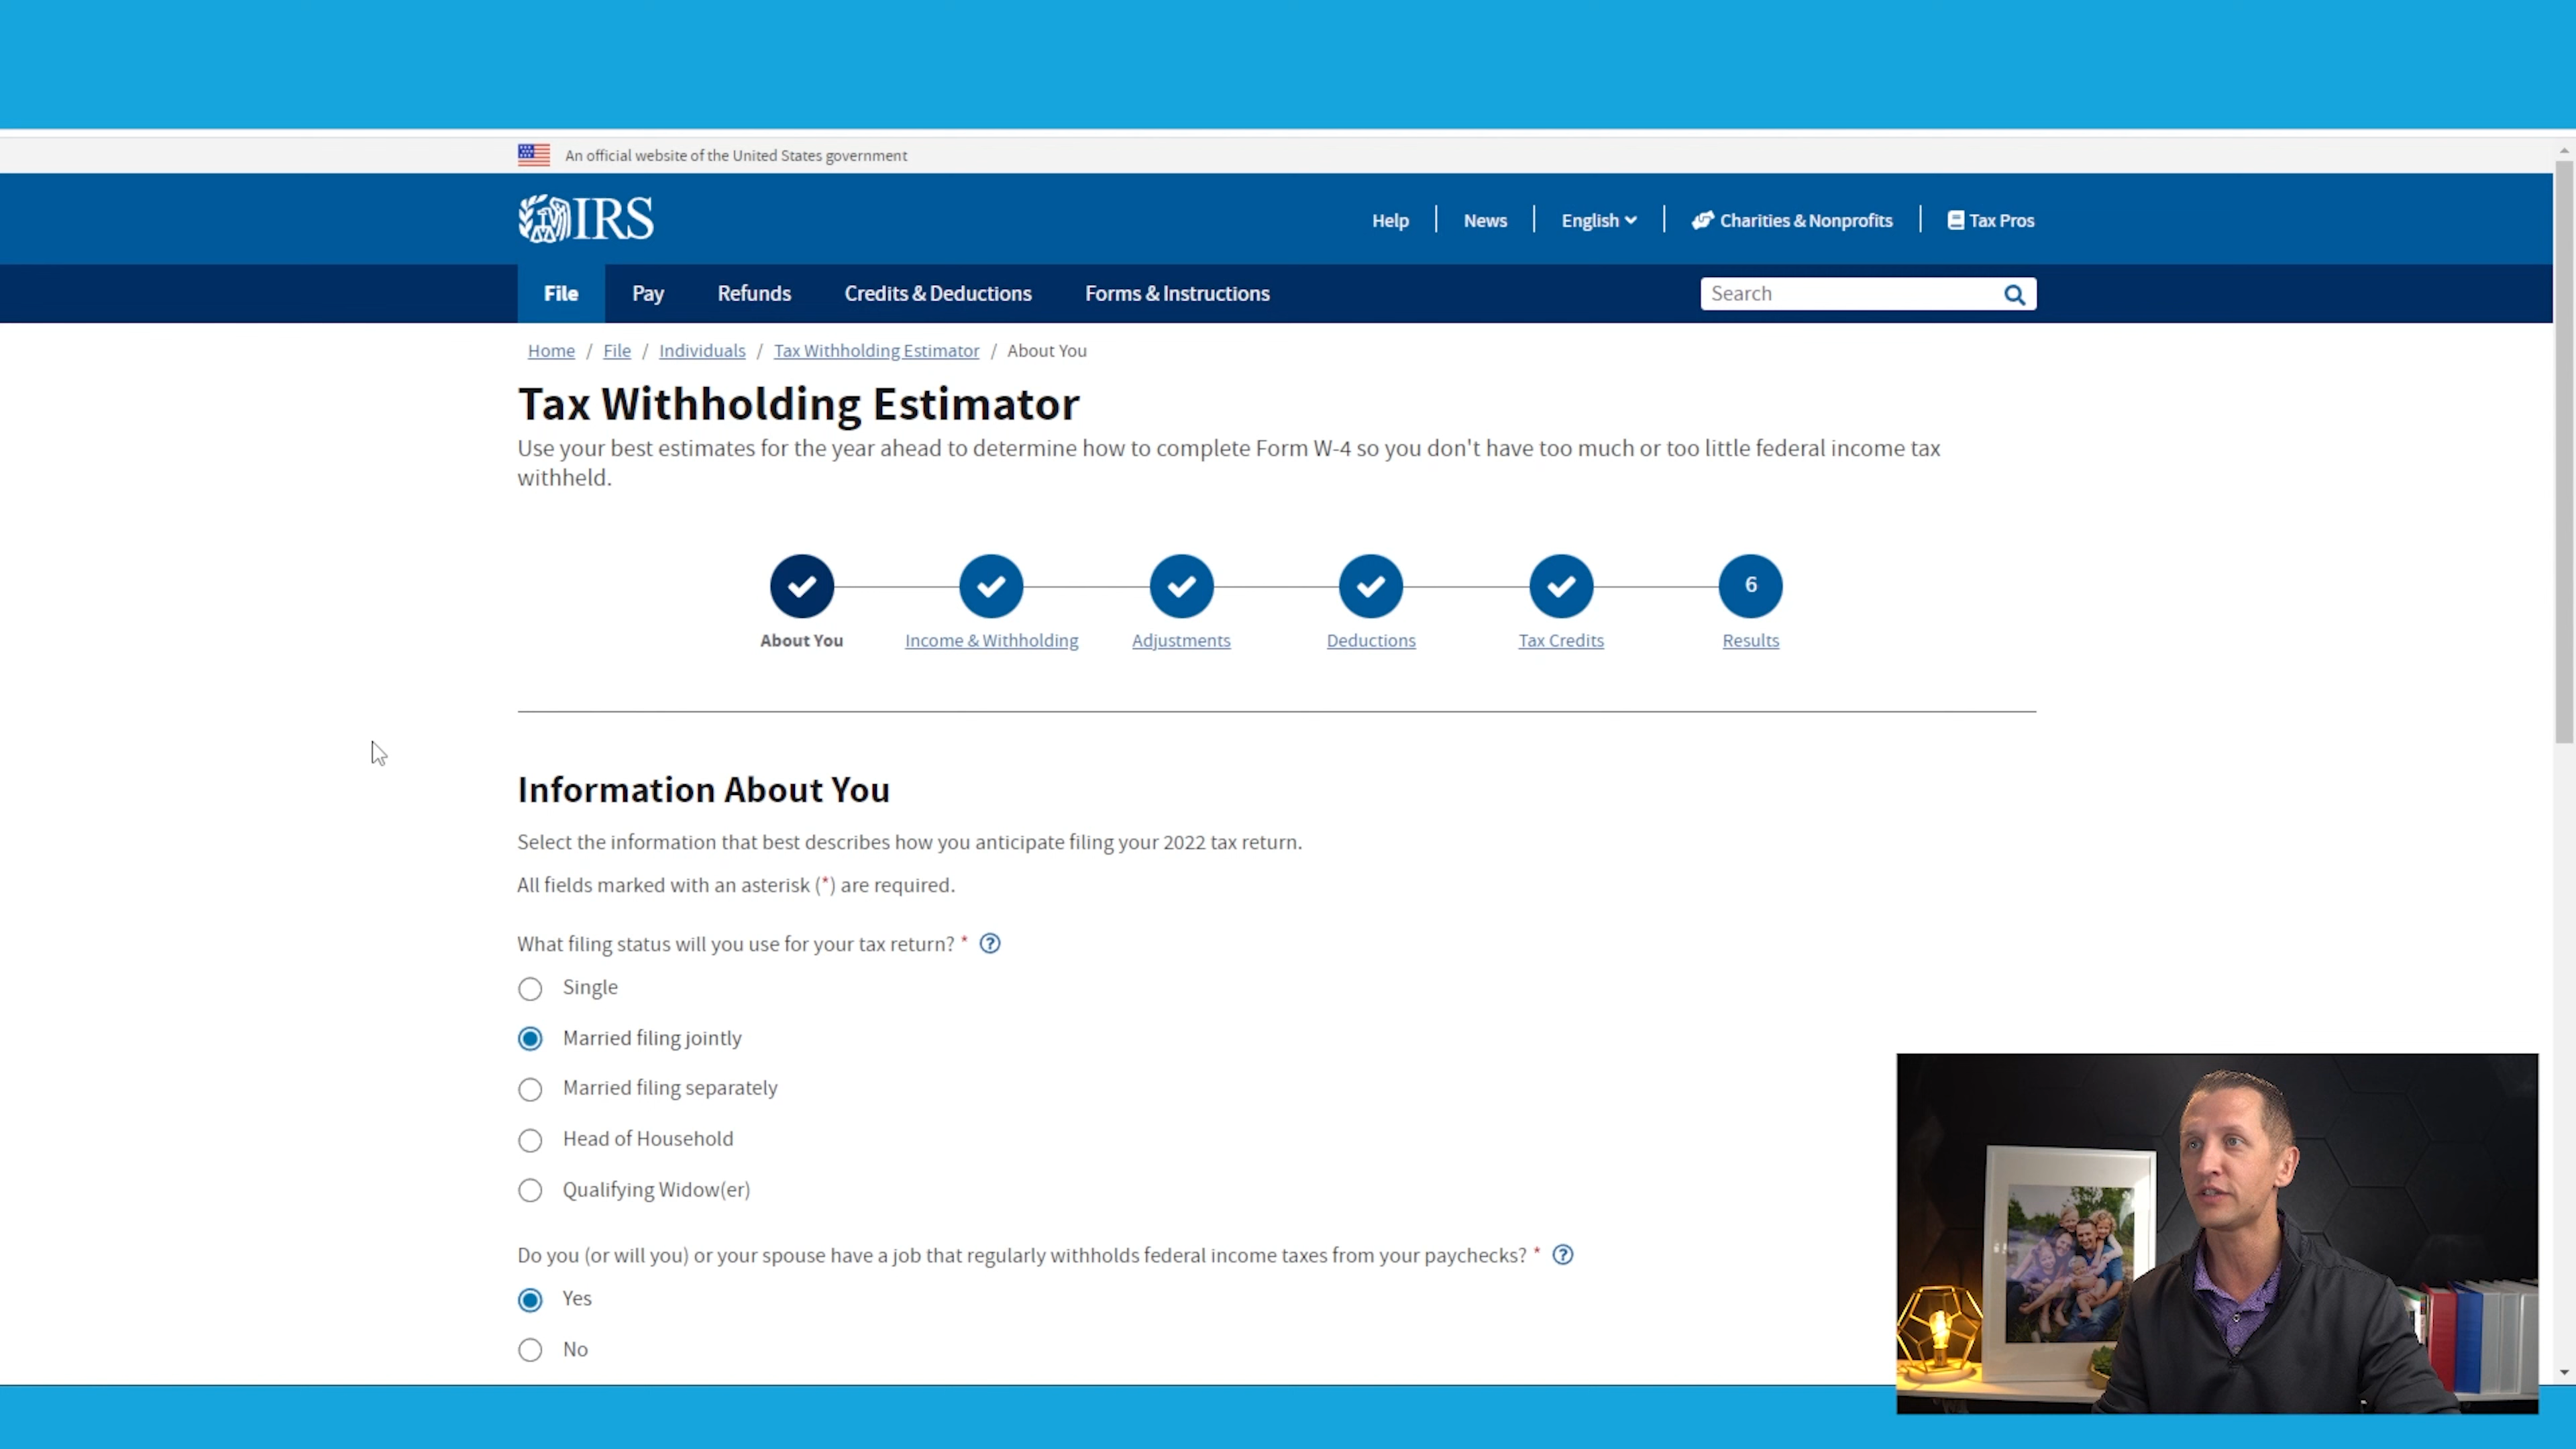 An official website of the United States government
IRS
Help
News
English
Charities & Nonprofits
Tax Pros
File
Pay
Refunds
Credits & Deductions
Forms & Instructions
Search
Home / File / Individuals / Tax Withholding Estimator / About You
Tax Withholding Estimator
Use your best estimates for the year ahead to determine how to complete Form W-4 so you don't have too much or too little federal income tax
withheld.
6
About You
Income & Withholding
Adjustments
Deductions
Tax Credits
Results
Information About You
Select the information that best describes how you anticipate filing your 2022 tax return.
All fields marked with an asterisk (*) are required.
What filing status will you use for your tax return? * ?
Single
Married filing jointly
Married filing separately
Head of Household
Qualifying Widow(er)
Do you (or will you) or your spouse have a job that regularly withholds federal income taxes from your paychecks? * ?
Yes
No